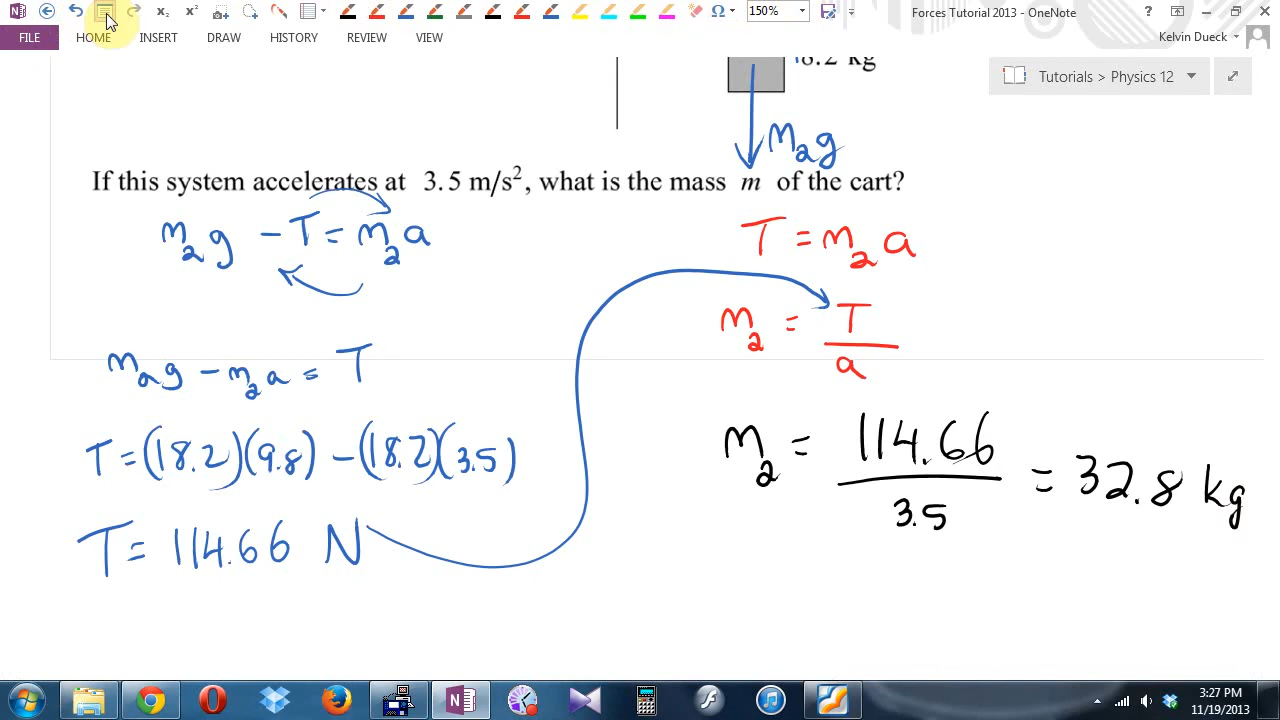 150%
Forces Tutorial 2013 - OneNote
FILE HOME INSERT DRAW HISTORY REVIEW VIEW
Kelvin Dueck
18.2 kg
Tutorials > Physics 12
m₂g
If this system accelerates at 3.5 m/s², what is the mass m of the cart?
m₂g - T = m₂a
T = m₂a
m₂ = T/a
m₂g - m₂a = T
T = (18.2)(9.8) - (18.2)(3.5)
m₂ = 114.66/3.5 = 32.8 kg
T = 114.66 N
3:27 PM
11/19/2013